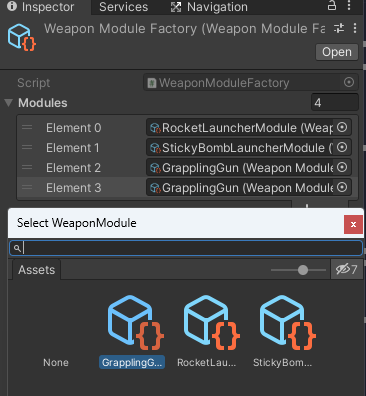 Inspector Services Navigation
Weapon Module Factory (Weapon Module Fa
Open
Script WeaponModuleFactory
Modules 4
Element 0 RocketLauncherModule (Weap
Element 1 StickyBombLauncherModule (
Element 2 GrapplingGun (Weapon Module
Element 3 GrapplingGun (Weapon Module
Select WeaponModule
Assets 7
None GrapplingG... RocketLau... StickyBom...